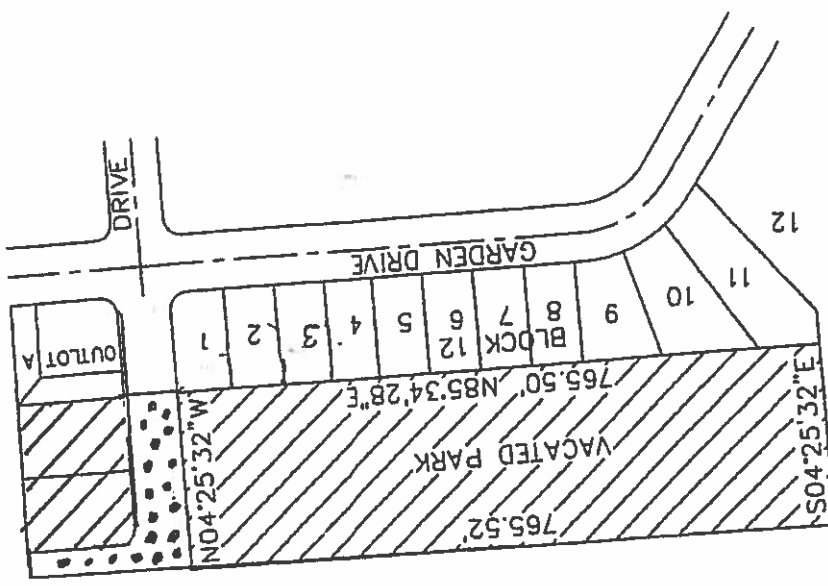 DRIVE
GARDEN DRIVE
OUTLOT A
1
2
3
4
5
6
7
8
9
10
11
12
BLOCK
12
765.50' N85°34'28"E
N04°25'32"W
VACATED PARK
S04°25'32"E
765.52'